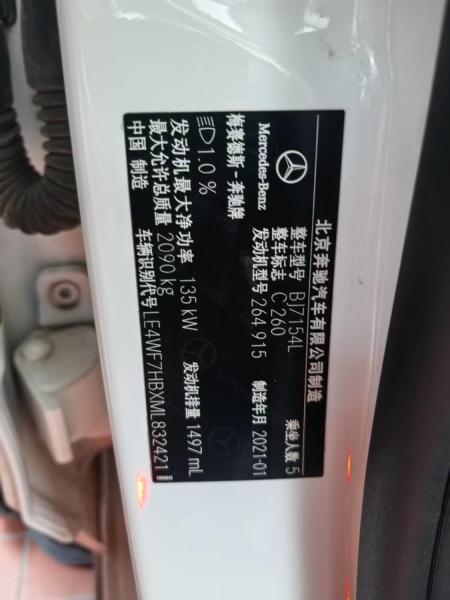 北京奔驰汽车有限公司制造
整车型号 BJ7154L 乘坐人数 5
整车标志 C 260
发动机型号 264 915 制造年月 2021-01
Mercedes-Benz
梅赛德斯-奔驰牌
1.0 %
发动机最大净功率 135 kW 发动机排量 1497 mL
最大允许总质量 2090 kg
中国 制造 车辆识别代号 LE4WF7HBXML832421